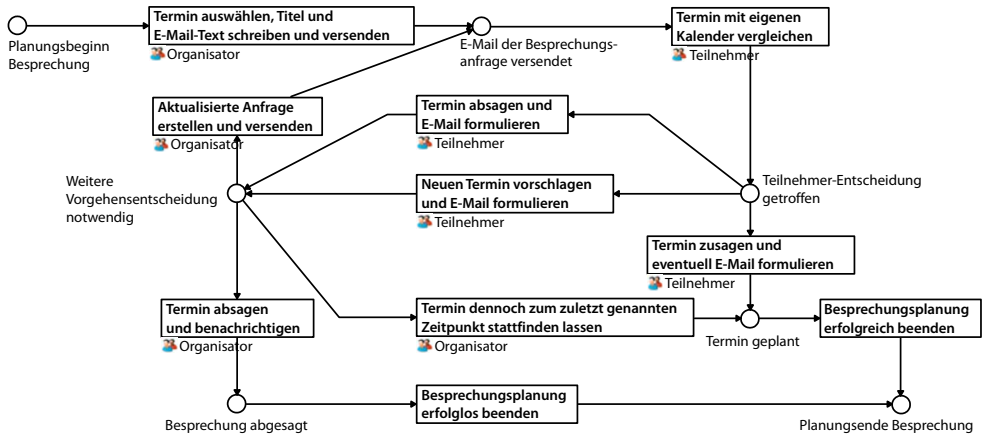 Termin auswählen, Titel und
E-Mail-Text schreiben und versenden
Organisator
Planungsbeginn
Besprechung
E-Mail der Besprechungs-
anfrage versendet
Termin mit eigenen
Kalender vergleichen
Teilnehmer
Aktualisierte Anfrage
erstellen und versenden
Organisator
Termin absagen und
E-Mail formulieren
Teilnehmer
Weitere
Vorgehensentscheidung
notwendig
Neuen Termin vorschlagen
und E-Mail formulieren
Teilnehmer
Teilnehmer-Entscheidung
getroffen
Termin zusagen und
eventuell E-Mail formulieren
Teilnehmer
Termin absagen
und benachrichtigen
Organisator
Termin dennoch zum zuletzt genannten
Zeitpunkt stattfinden lassen
Organisator
Termin geplant
Besprechungsplanung
erfolgreich beenden
Besprechung abgesagt
Besprechungsplanung
erfolglos beenden
Planungsende Besprechung